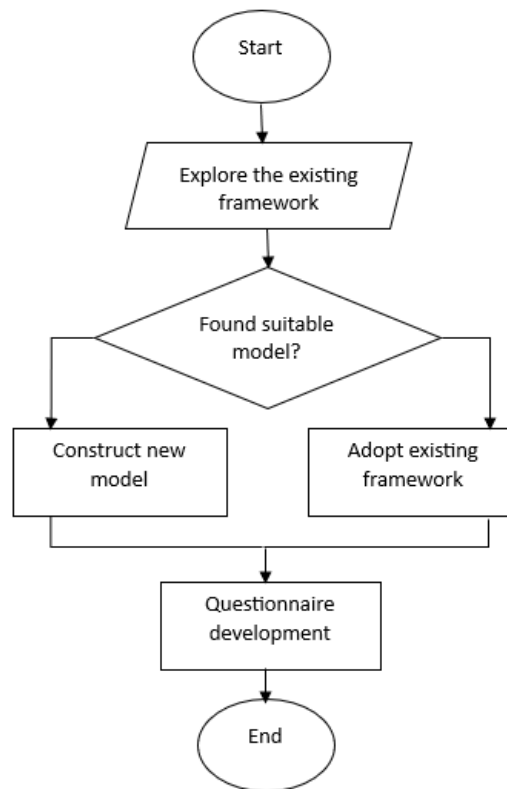 Start
Explore the existing
framework
Found suitable
model?
Construct new
model
Adopt existing
framework
Questionnaire
development
End